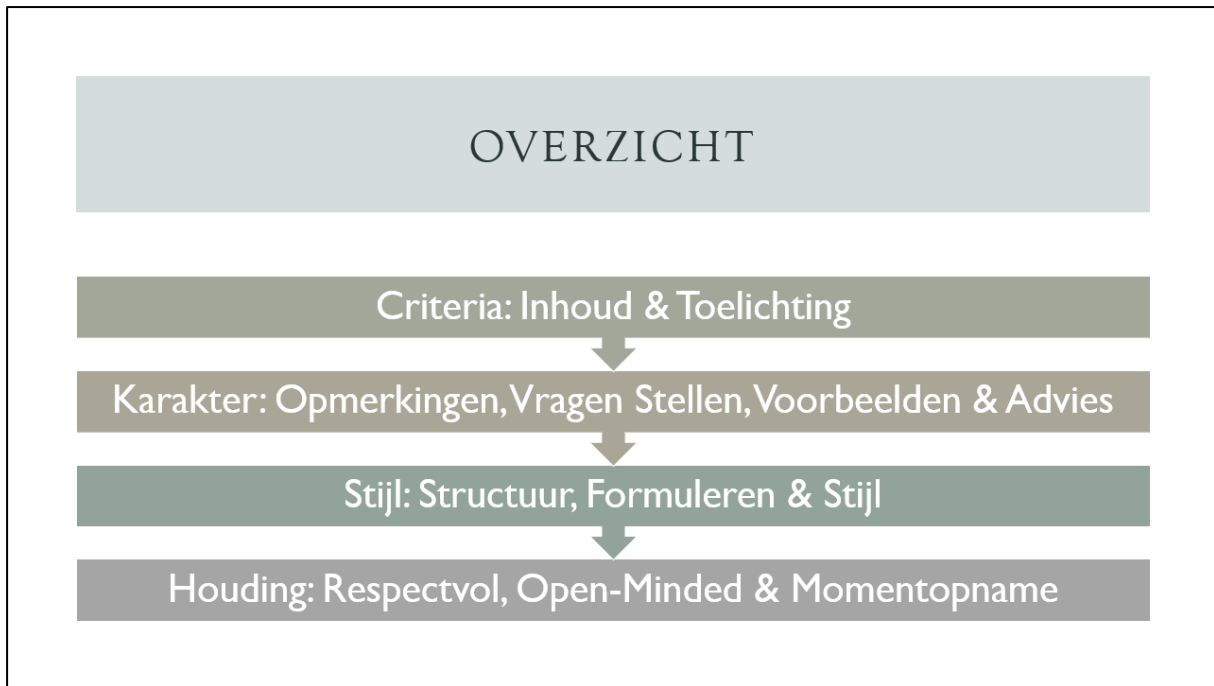 OVERZICHT
Criteria: Inhoud & Toelichting
Karakter: Opmerkingen, Vragen Stellen, Voorbeelden & Advies
Stijl: Structuur, Formuleren & Stijl
Houding: Respectvol, Open-Minded & Momentopname